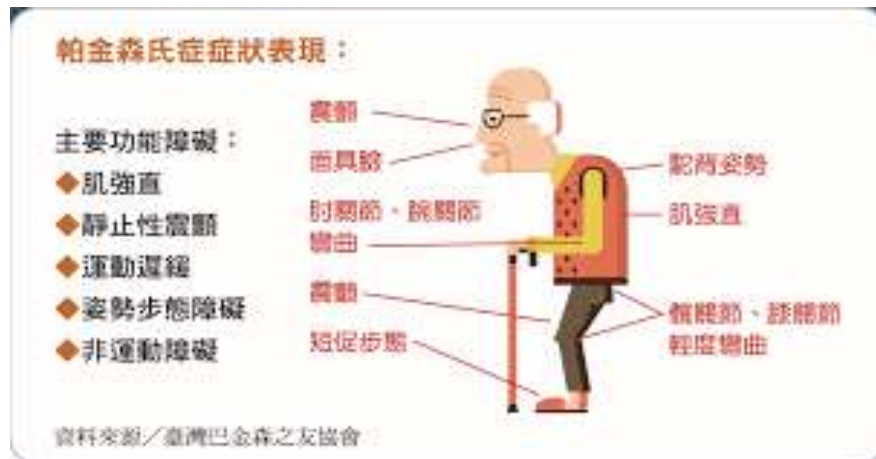 帕金森氏症症狀表現：
主要功能障礙：
◆肌強直
◆靜止性震顫
◆運動遲緩
◆姿勢步態障礙
◆非運動障礙
震顫
面具臉
肘關節、腕關節
彎曲
震顫
短促步態
駝背姿勢
肌強直
髖關節、膝關節
輕度彎曲
資料來源／臺灣巴金森之友協會